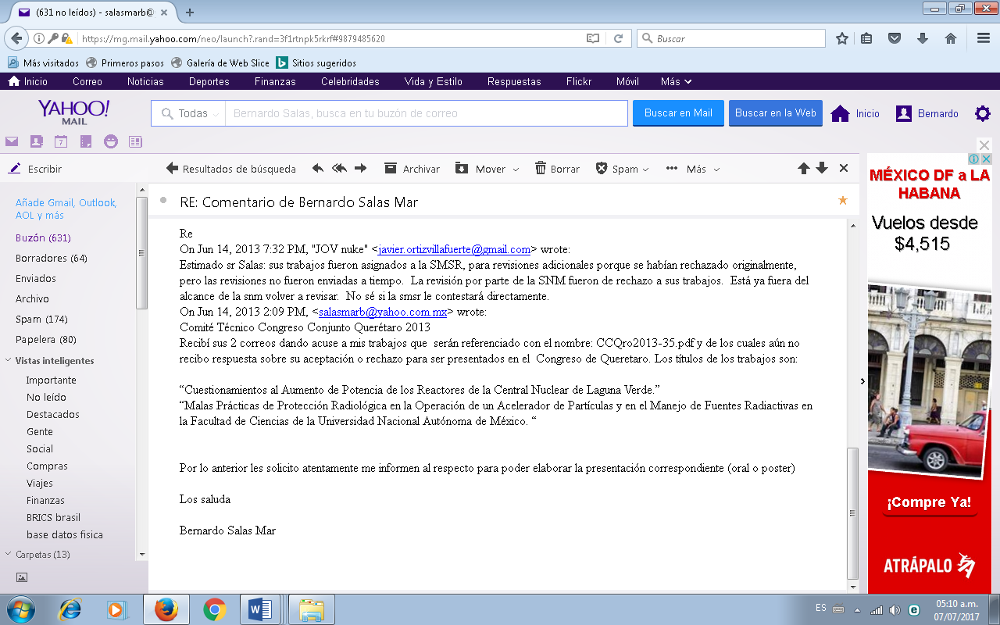 (631 no leídos) - salasmarb@
https://mg.mail.yahoo.com/neo/launch?.rand=3f1rtnpk5rkrf#9879485620
Buscar
Más visitados Primeros pasos Galería de Web Slice Sitios sugeridos
Inicio Correo Noticias Deportes Finanzas Celebridades Vida y Estilo Respuestas Flickr Móvil Más
YAHOO!
MAIL
Todas
Bernardo Salas, busca en tu buzón de correo
Buscar en Mail
Buscar en la Web
Inicio
Bernardo
7
Escribir
Resultados de búsqueda Archivar Mover Borrar Spam Más
Añade Gmail, Outlook,
AOL y más
Buzón (631)
Borradores (64)
Enviados
Archivo
Spam (174)
Papelera (80)
Vistas inteligentes
Importante
No leído
Destacados
Gente
Social
Compras
Viajes
Finanzas
BRICS brasil
base datos fisica
Carpetas (13)
RE: Comentario de Bernardo Salas Mar
Re
On Jun 14, 2013 7:32 PM, "JOV nuke" <javier.ortizvillafuerte@gmail.com> wrote:
Estimado sr Salas: sus trabajos fueron asignados a la SMSR, para revisiones adicionales porque se habían rechazado originalmente,
pero las revisiones no fueron enviadas a tiempo.  La revisión por parte de la SNM fueron de rechazo a sus trabajos.  Está ya fuera del
alcance de la snm volver a revisar.  No sé si la smsr le contestará directamente.
On Jun 14, 2013 2:09 PM, <salasmarb@yahoo.com.mx> wrote:
Comité Técnico Congreso Conjunto Querétaro 2013
Recibí sus 2 correos dando acuse a mis trabajos que  serán referenciado con el nombre: CCQro2013-35.pdf y de los cuales aún no
recibo respuesta sobre su aceptación o rechazo para ser presentados en el  Congreso de Queretaro. Los títulos de los trabajos son:
“Cuestionamientos al Aumento de Potencia de los Reactores de la Central Nuclear de Laguna Verde.”
“Malas Prácticas de Protección Radiológica en la Operación de un Acelerador de Partículas y en el Manejo de Fuentes Radiactivas en
la Facultad de Ciencias de la Universidad Nacional Autónoma de México. “
Por lo anterior les solicito atentamente me informen al respecto para poder elaborar la presentación correspondiente (oral o poster)
Los saluda
Bernardo Salas Mar
MÉXICO DF a LA
HABANA
Vuelos desde
$4,515
¡Compre Ya!
ATRÁPALO
ES
05:10 a.m.
07/07/2017